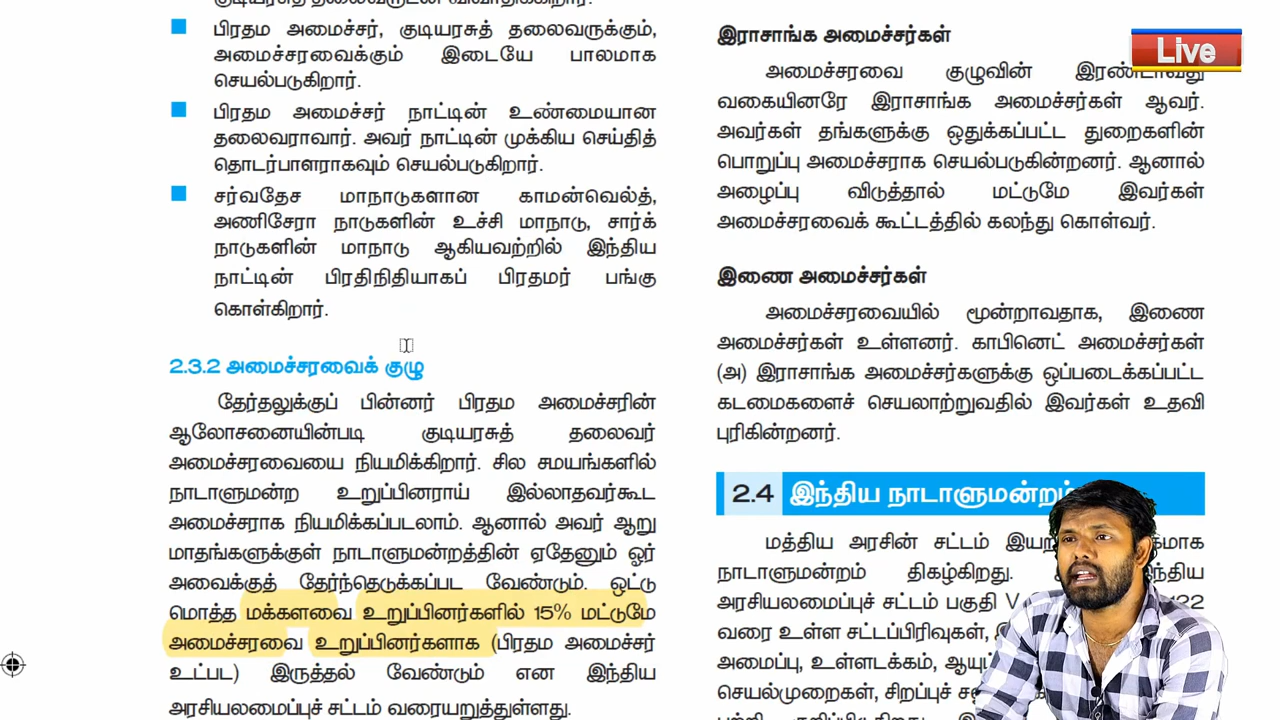 குடியரசுத் தலைவருடன் விவாதிக்கிறார்.
பிரதம அமைச்சர், குடியரசுத் தலைவருக்கும்,
அமைச்சரவைக்கும் இடையே பாலமாக
செயல்படுகிறார்.
பிரதம அமைச்சர் நாட்டின் உண்மையான
தலைவராவார். அவர் நாட்டின் முக்கிய செய்தித்
தொடர்பாளராகவும் செயல்படுகிறார்.
சர்வதேச மாநாடுகளான காமன்வெல்த்,
அணிசேரா நாடுகளின் உச்சி மாநாடு, சார்க்
நாடுகளின் மாநாடு ஆகியவற்றில் இந்திய
நாட்டின் பிரதிநிதியாகப் பிரதமர் பங்கு
கொள்கிறார்.
2.3.2 அமைச்சரவைக் குழு
தேர்தலுக்குப் பின்னர் பிரதம அமைச்சரின்
ஆலோசனையின்படி குடியரசுத் தலைவர்
அமைச்சரவையை நியமிக்கிறார். சில சமயங்களில்
நாடாளுமன்ற உறுப்பினராய் இல்லாதவர்கூட
அமைச்சராக நியமிக்கப்படலாம். ஆனால் அவர் ஆறு
மாதங்களுக்குள் நாடாளுமன்றத்தின் ஏதேனும் ஓர்
அவைக்குத் தேர்ந்தெடுக்கப்பட வேண்டும். ஒட்டு
மொத்த மக்களவை உறுப்பினர்களில் 15% மட்டுமே
அமைச்சரவை உறுப்பினர்களாக (பிரதம அமைச்சர்
உட்பட) இருத்தல் வேண்டும் என இந்திய
அரசியலமைப்புச் சட்டம் வரையறுத்துள்ளது.
இராசாங்க அமைச்சர்கள்
Live
அமைச்சரவை குழுவின் இரண்டாவது
வகையினரே இராசாங்க அமைச்சர்கள் ஆவர்.
அவர்கள் தங்களுக்கு ஒதுக்கப்பட்ட துறைகளின்
பொறுப்பு அமைச்சராக செயல்படுகின்றனர். ஆனால்
அழைப்பு விடுத்தால் மட்டுமே இவர்கள்
அமைச்சரவைக் கூட்டத்தில் கலந்து கொள்வர்.
இணை அமைச்சர்கள்
அமைச்சரவையில் மூன்றாவதாக, இணை
அமைச்சர்கள் உள்ளனர். காபினெட் அமைச்சர்கள்
(அ) இராசாங்க அமைச்சர்களுக்கு ஒப்படைக்கப்பட்ட
கடமைகளைச் செயலாற்றுவதில் இவர்கள் உதவி
புரிகின்றனர்.
2.4 இந்திய நாடாளுமன்றம்
மத்திய அரசின் சட்டம்
நாடாளுமன்றம் திகழ்கிறது.
அரசியலமைப்புச் சட்டம் பகுதி V
வரை உள்ள சட்டப்பிரிவுகள்,
அமைப்பு, உள்ளடக்கம்,
செயல்முறைகள், சிறப்புச்